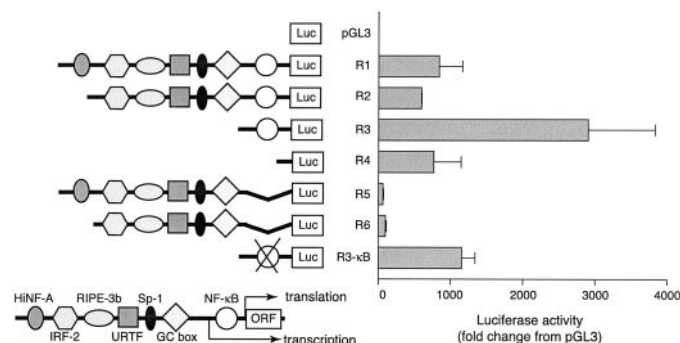 Luc pGL3
Luc R1
Luc R2
Luc R3
Luc R4
Luc R5
Luc R6
Luc R3-κB
0 1000 2000 3000 4000
Luciferase activity
(fold change from pGL3)
HiNF-A RIPE-3b Sp-1 NF-κB translation
ORF
IRF-2 URTF GC box transcription